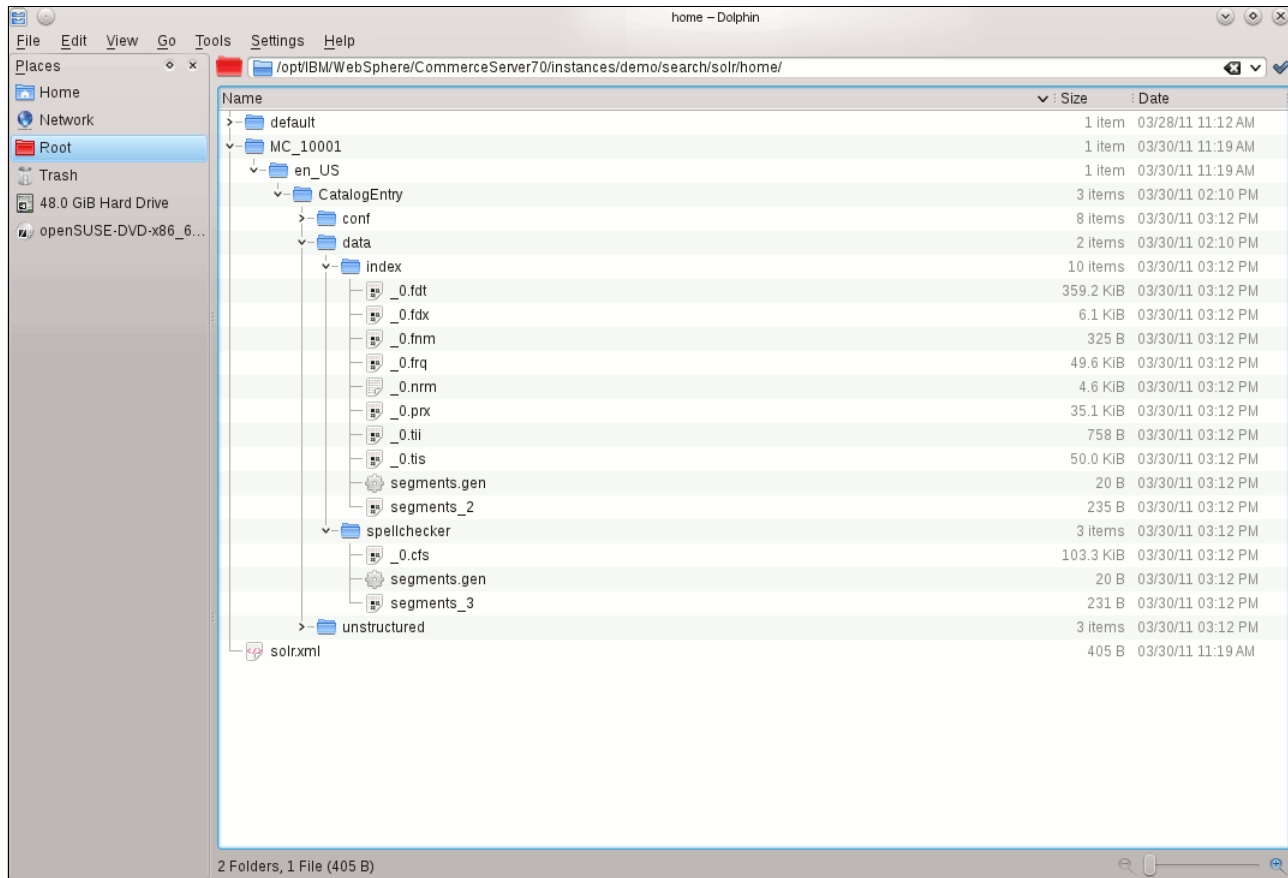 home – Dolphin
File Edit View Go Tools Settings Help
Places
/opt/IBM/WebSphere/CommerceServer70/instances/demo/search/solr/home/
Home
Network
Root
Trash
48.0 GiB Hard Drive
openSUSE-DVD-x86_6...
Name Size Date
default 1 item 03/28/11 11:12 AM
MC_10001 1 item 03/30/11 11:19 AM
en_US 1 item 03/30/11 11:19 AM
CatalogEntry 3 items 03/30/11 02:10 PM
conf 8 items 03/30/11 03:12 PM
data 2 items 03/30/11 02:10 PM
index 10 items 03/30/11 03:12 PM
_0.fdt 359.2 KiB 03/30/11 03:12 PM
_0.fdx 6.1 KiB 03/30/11 03:12 PM
_0.fnm 325 B 03/30/11 03:12 PM
_0.frq 49.6 KiB 03/30/11 03:12 PM
_0.nrm 4.6 KiB 03/30/11 03:12 PM
_0.prx 35.1 KiB 03/30/11 03:12 PM
_0.tii 758 B 03/30/11 03:12 PM
_0.tis 50.0 KiB 03/30/11 03:12 PM
segments.gen 20 B 03/30/11 03:12 PM
segments_2 235 B 03/30/11 03:12 PM
spellchecker 3 items 03/30/11 03:12 PM
_0.cfs 103.3 KiB 03/30/11 03:12 PM
segments.gen 20 B 03/30/11 03:12 PM
segments_3 231 B 03/30/11 03:12 PM
unstructured 3 items 03/30/11 03:12 PM
solr.xml 405 B 03/30/11 11:19 AM
2 Folders, 1 File (405 B)